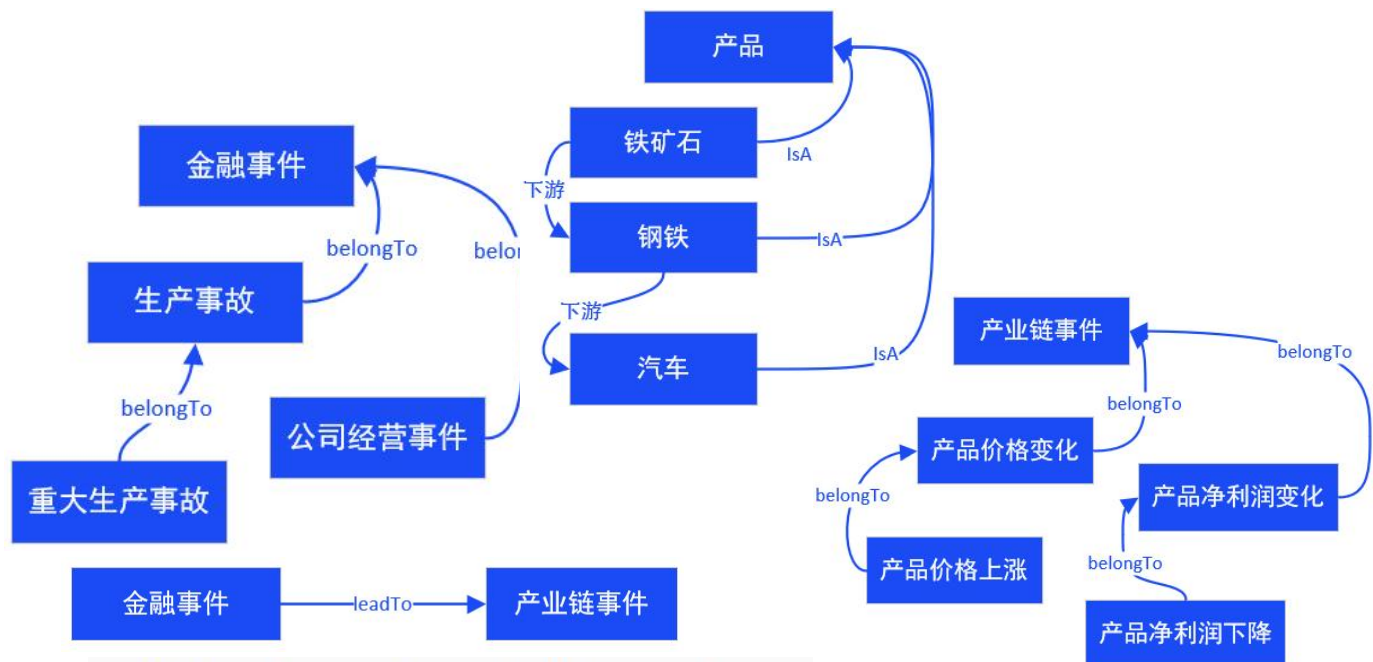 产品
铁矿石
IsA
下游
钢铁
IsA
下游
汽车
IsA
金融事件
belongTo
belon
生产事故
belongTo
公司经营事件
重大生产事故
金融事件
leadTo
产业链事件
产业链事件
belongTo
belongTo
产品价格变化
产品净利润变化
belongTo
belongTo
产品价格上涨
产品净利润下降